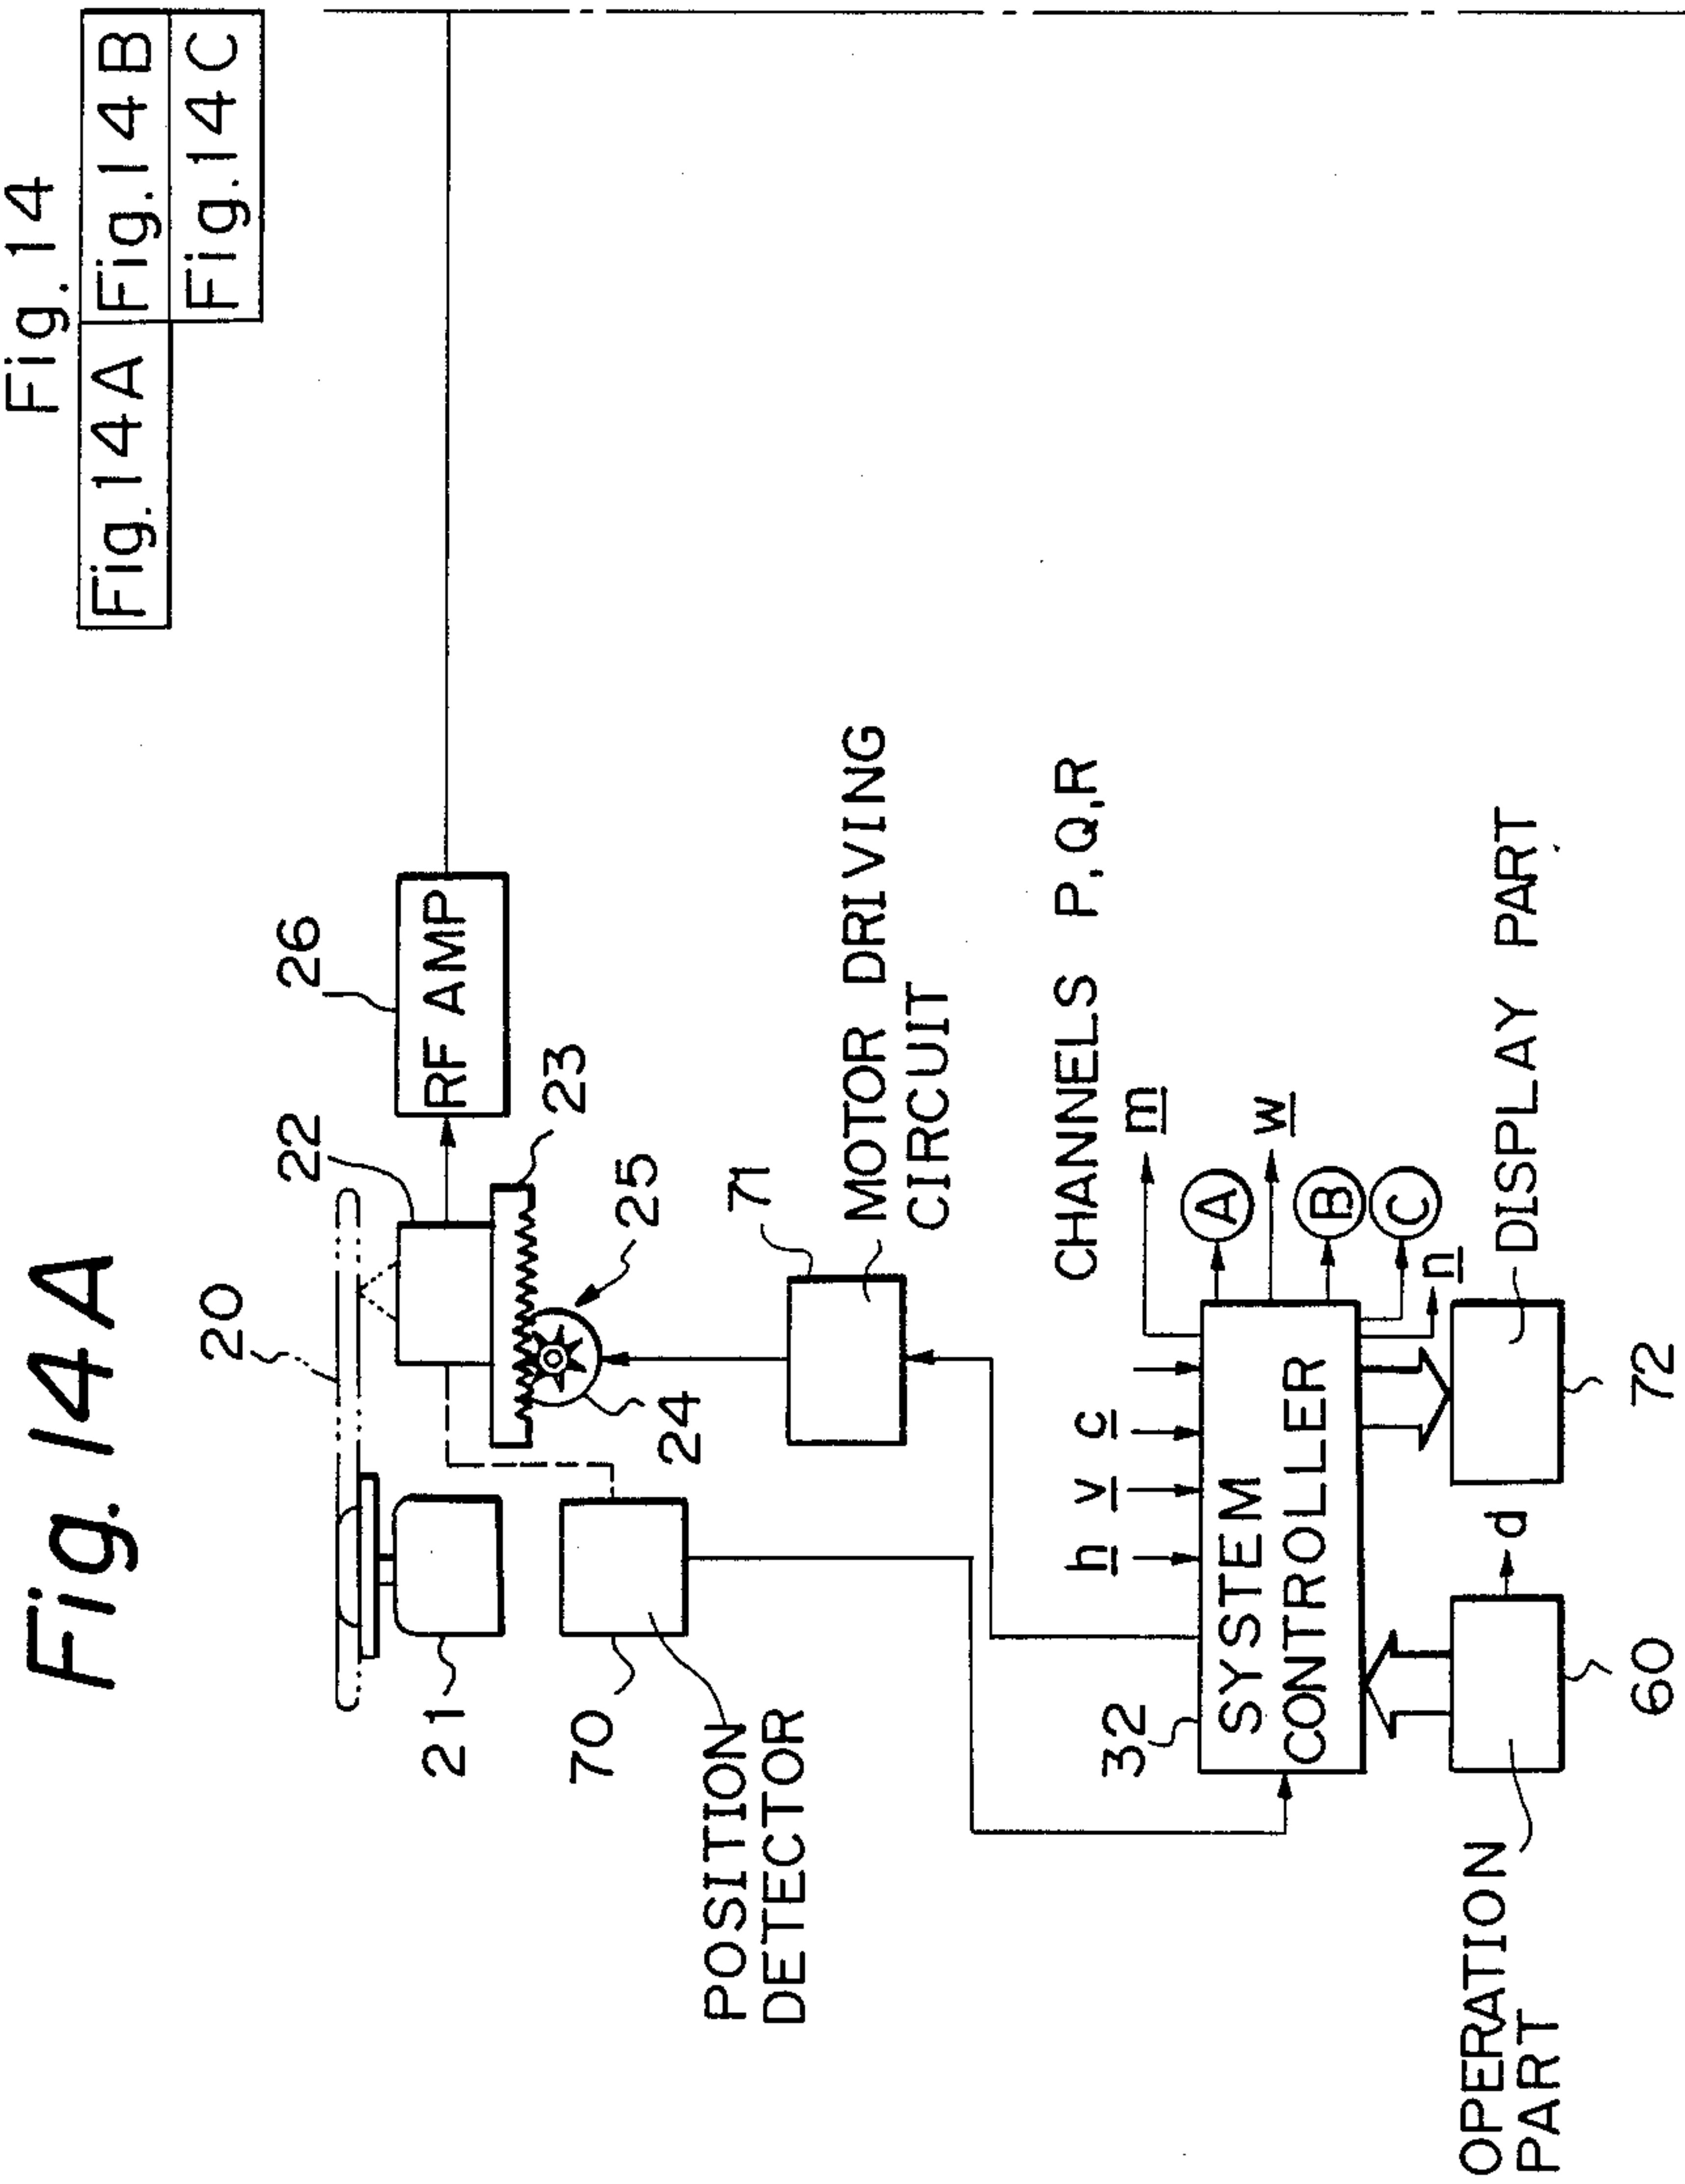 Fig. 14A
Fig.14
Fig.14A
Fig.14B
Fig.14C
20
22
26
RF AMP
21
23
24
25
70
POSITION
DETECTOR
71
MOTOR DRIVING
CIRCUIT
CHANNELS P,Q,R
h
v
c
m
32
SYSTEM
CONTROLLER
A
w
B
C
n
OPERATION
PART
60
d
72
DISPLAY PART